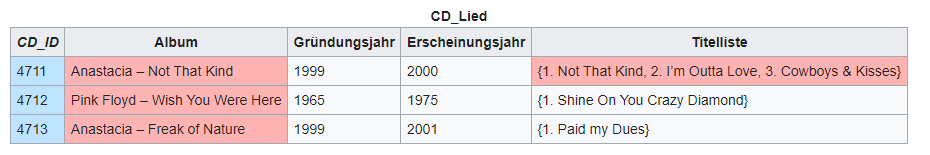 CD_Lied
CD_ID Album Gründungsjahr Erscheinungsjahr Titelliste
4711 Anastacia – Not That Kind 1999 2000 {1. Not That Kind, 2. I’m Outta Love, 3. Cowboys & Kisses}
4712 Pink Floyd – Wish You Were Here 1965 1975 {1. Shine On You Crazy Diamond}
4713 Anastacia – Freak of Nature 1999 2001 {1. Paid my Dues}